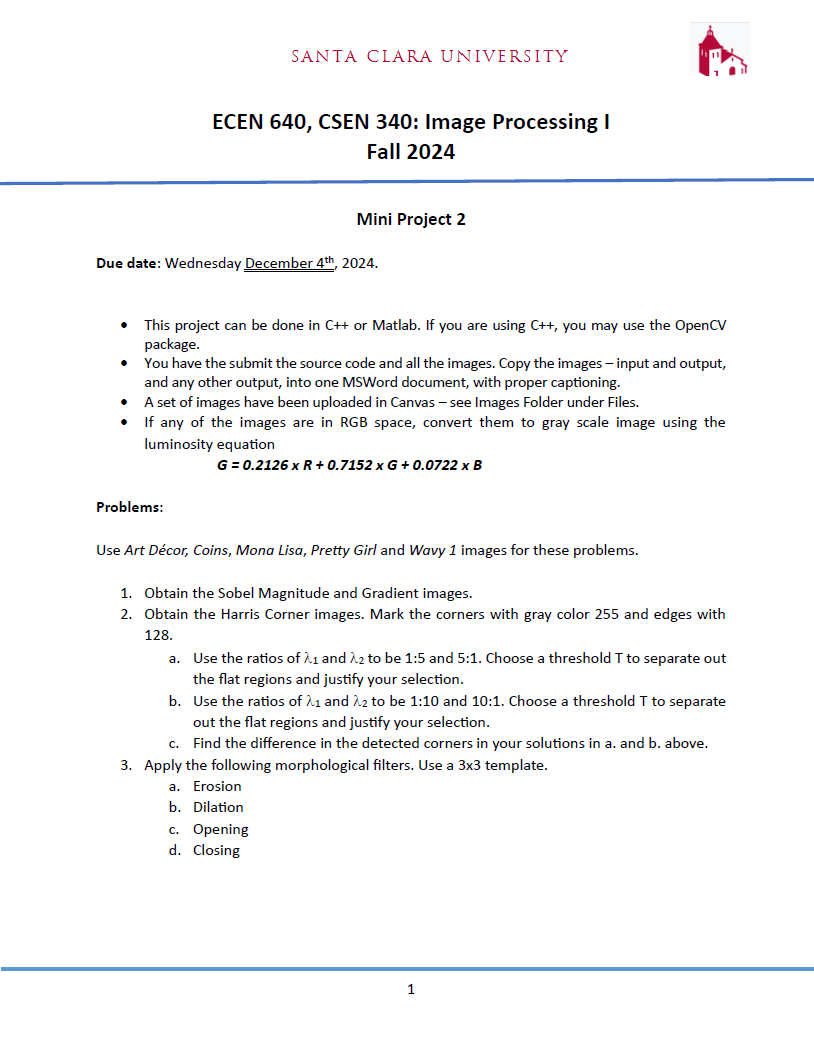 SANTA CLARA UNIVERSITY
ECEN 640, CSEN 340: Image Processing I
Fall 2024
Mini Project 2
Due date: Wednesday December 4th, 2024.
• This project can be done in C++ or Matlab. If you are using C++, you may use the OpenCV
package.
• You have the submit the source code and all the images. Copy the images – input and output,
and any other output, into one MSWord document, with proper captioning.
• A set of images have been uploaded in Canvas – see Images Folder under Files.
• If any of the images are in RGB space, convert them to gray scale image using the
luminosity equation
G = 0.2126 x R + 0.7152 x G + 0.0722 x B
Problems:
Use Art Décor, Coins, Mona Lisa, Pretty Girl and Wavy 1 images for these problems.
1. Obtain the Sobel Magnitude and Gradient images.
2. Obtain the Harris Corner images. Mark the corners with gray color 255 and edges with
128.
a. Use the ratios of λ1 and λ2 to be 1:5 and 5:1. Choose a threshold T to separate out
the flat regions and justify your selection.
b. Use the ratios of λ1 and λ2 to be 1:10 and 10:1. Choose a threshold T to separate
out the flat regions and justify your selection.
c. Find the difference in the detected corners in your solutions in a. and b. above.
3. Apply the following morphological filters. Use a 3x3 template.
a. Erosion
b. Dilation
c. Opening
d. Closing
1